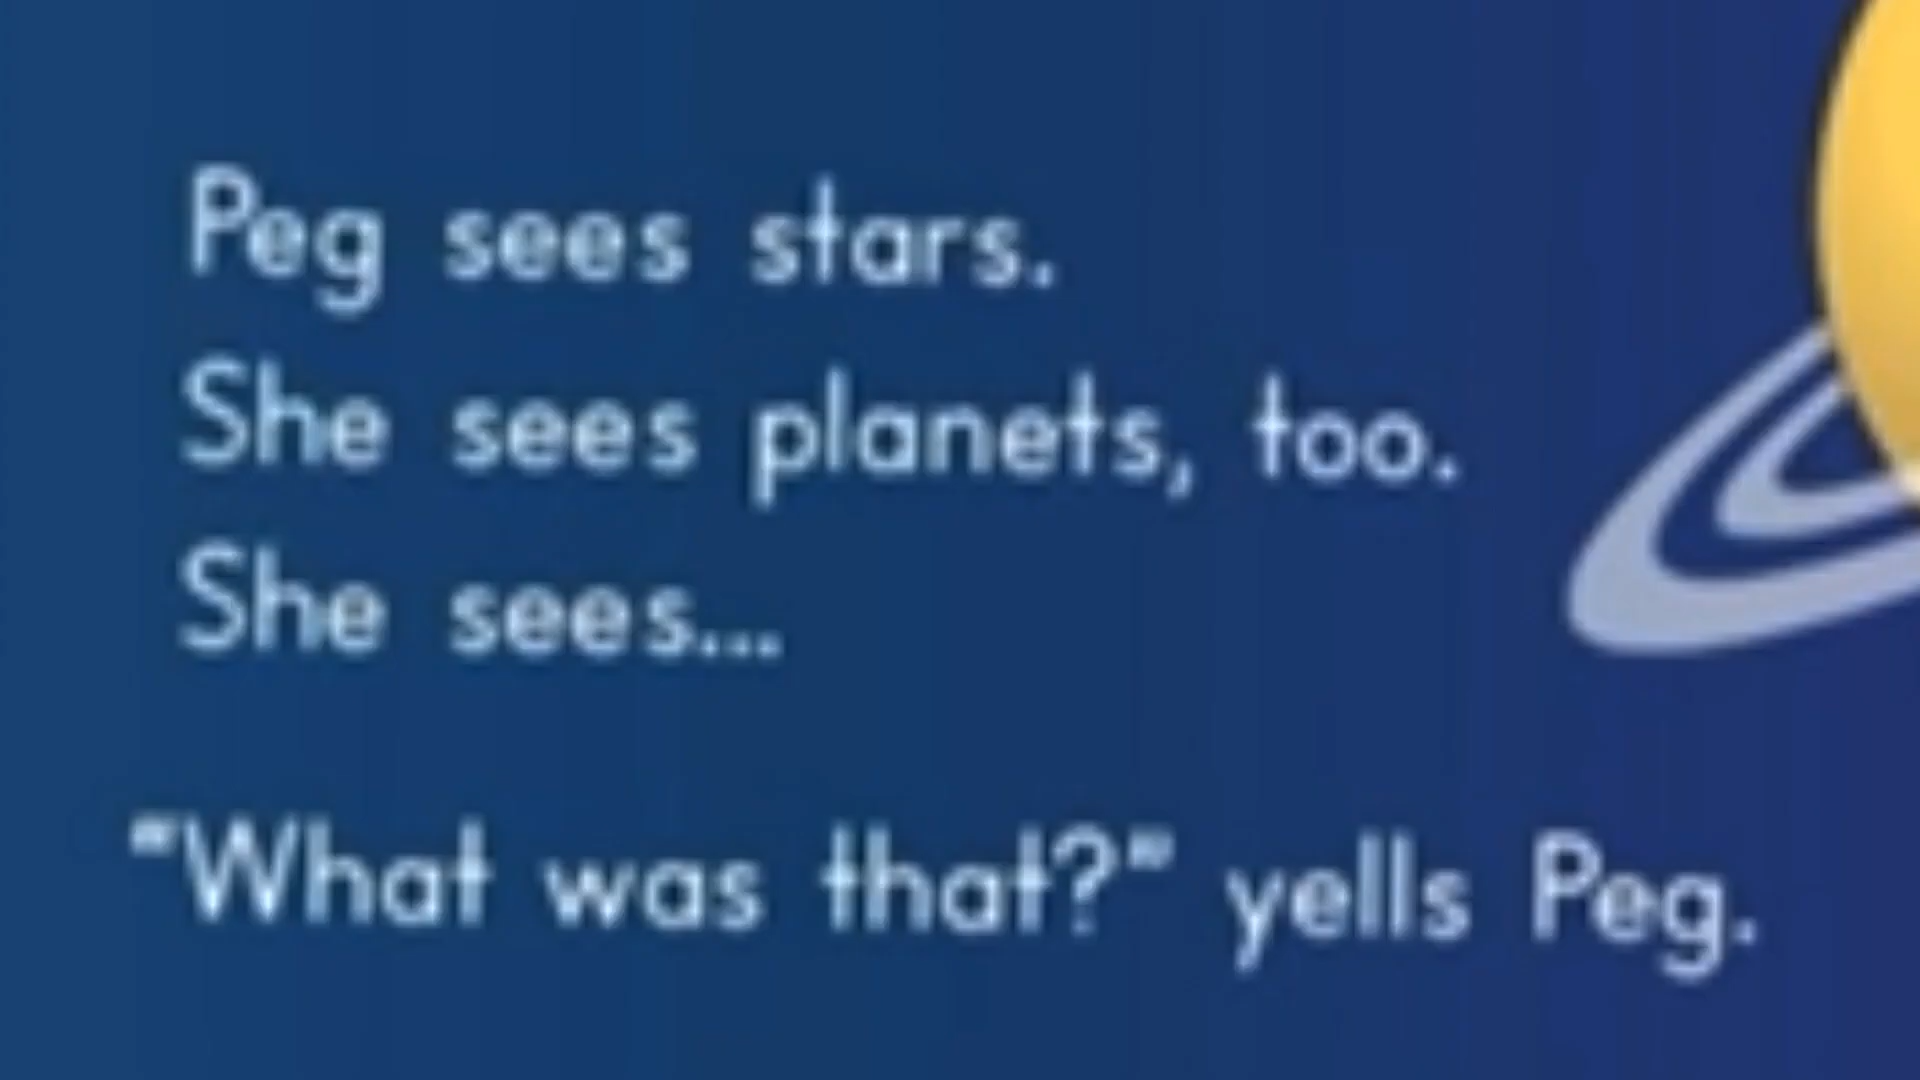 Peg sees stars.
She sees planets, too.
She sees...
“What was that?” yells Peg.